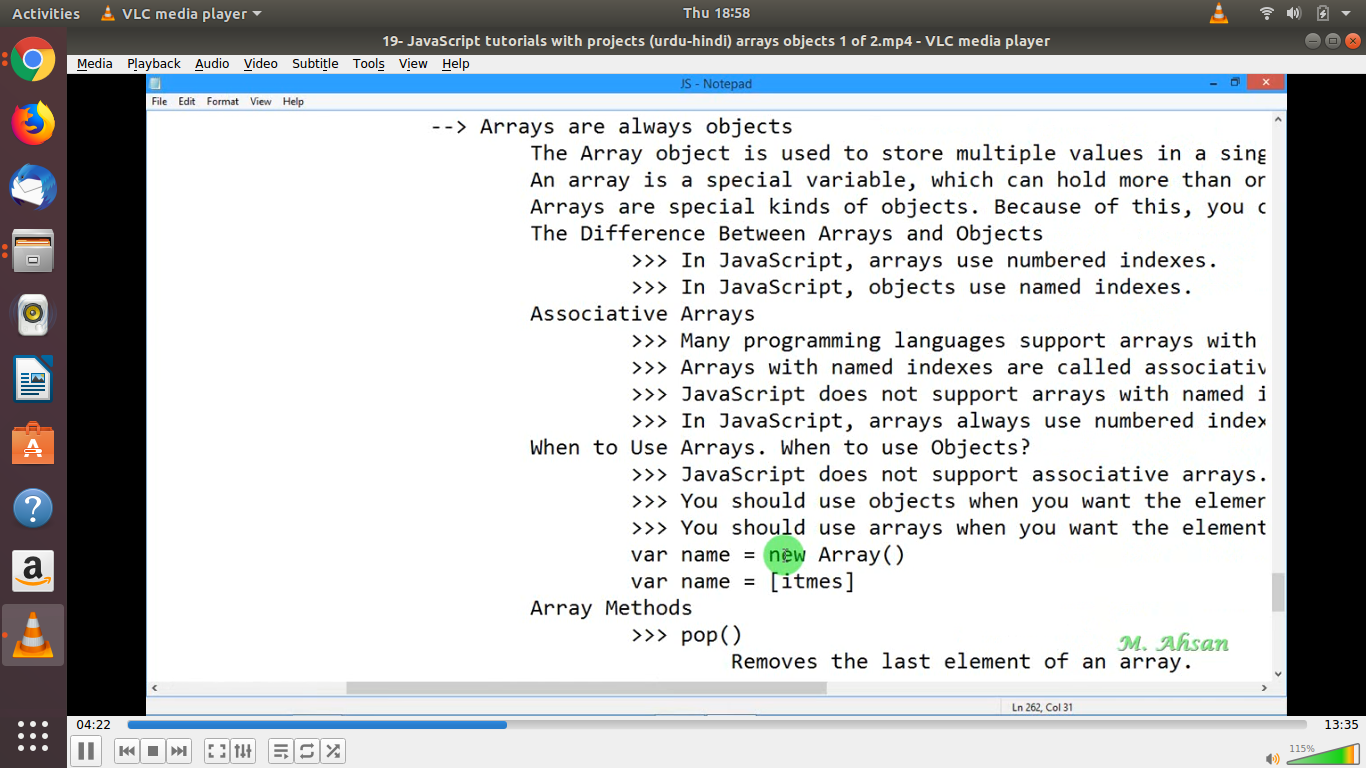 Activities
VLC media player
Thu 18:58
19- JavaScript tutorials with projects (urdu-hindi) arrays objects 1 of 2.mp4 - VLC media player
Media Playback Audio Video Subtitle Tools View Help
JS - Notepad
File Edit Format View Help
--> Arrays are always objects
The Array object is used to store multiple values in a sing
An array is a special variable, which can hold more than or
Arrays are special kinds of objects. Because of this, you c
The Difference Between Arrays and Objects
>>> In JavaScript, arrays use numbered indexes.
>>> In JavaScript, objects use named indexes.
Associative Arrays
>>> Many programming languages support arrays with
>>> Arrays with named indexes are called associativ
>>> JavaScript does not support arrays with named i
>>> In JavaScript, arrays always use numbered index
When to Use Arrays. When to use Objects?
>>> JavaScript does not support associative arrays.
>>> You should use objects when you want the elemer
>>> You should use arrays when you want the element
var name = new Array()
var name = [itmes]
Array Methods
>>> pop()
Removes the last element of an array.
M. Ahsan
Ln 262, Col 31
04:22
13:35
115%